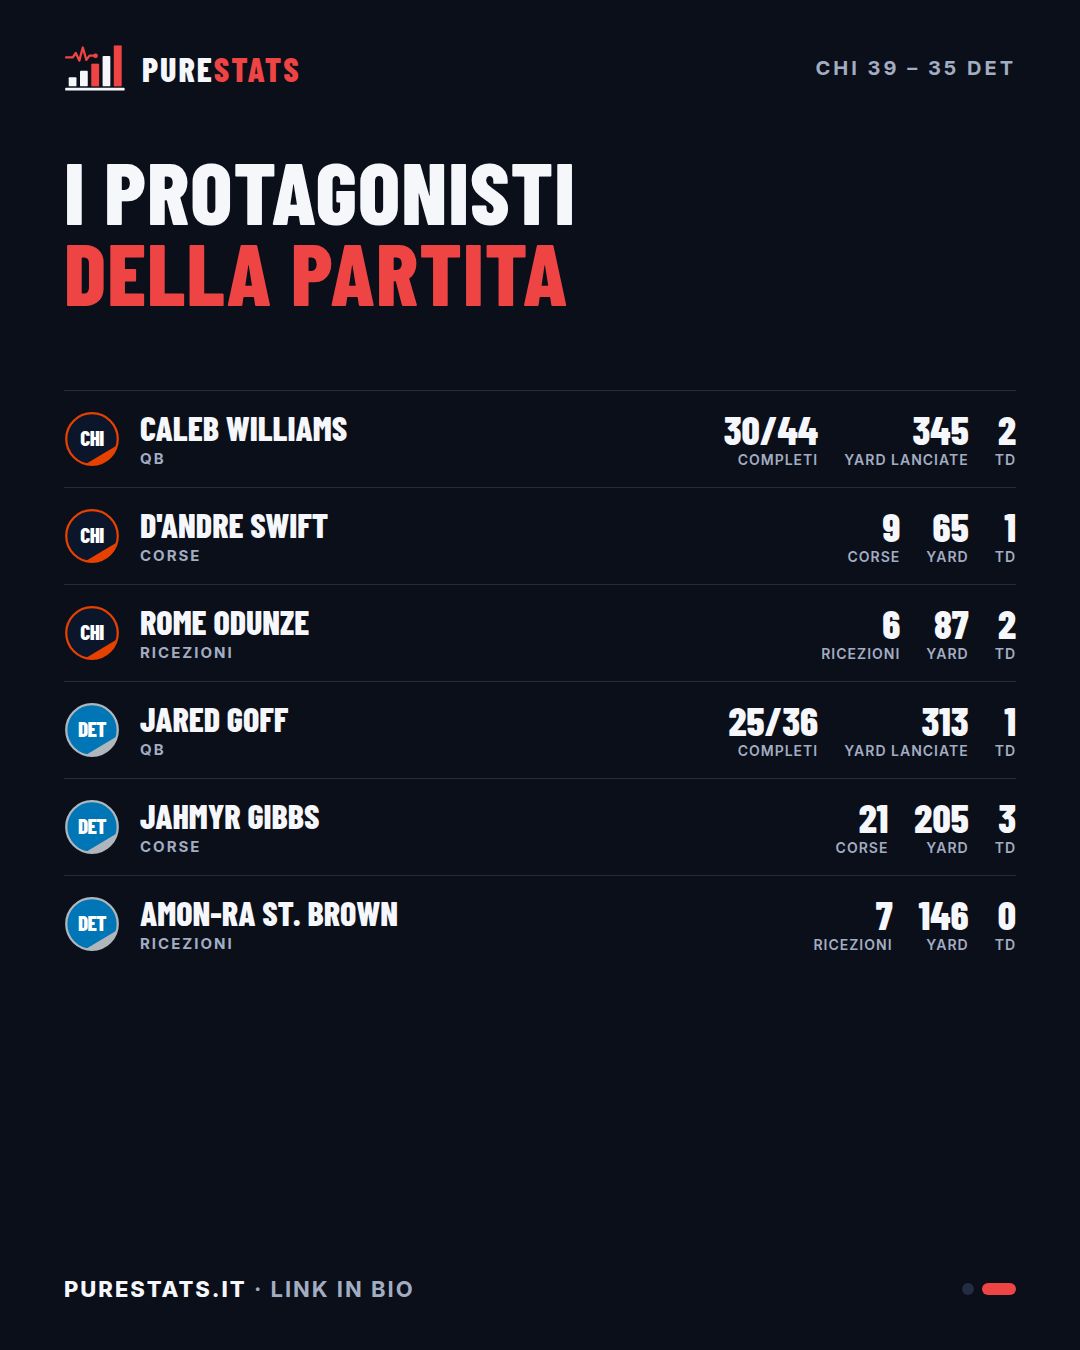 PURESTATS
CHI 39 – 35 DET
I PROTAGONISTI
DELLA PARTITA
CHI
CALEB WILLIAMS
QB
30/44 345 2
COMPLETI YARD LANCIATE TD
CHI
D'ANDRE SWIFT
CORSE
9 65 1
CORSE YARD TD
CHI
ROME ODUNZE
RICEZIONI
6 87 2
RICEZIONI YARD TD
DET
JARED GOFF
QB
25/36 313 1
COMPLETI YARD LANCIATE TD
DET
JAHMYR GIBBS
CORSE
21 205 3
CORSE YARD TD
DET
AMON-RA ST. BROWN
RICEZIONI
7 146 0
RICEZIONI YARD TD
PURESTATS.IT · LINK IN BIO